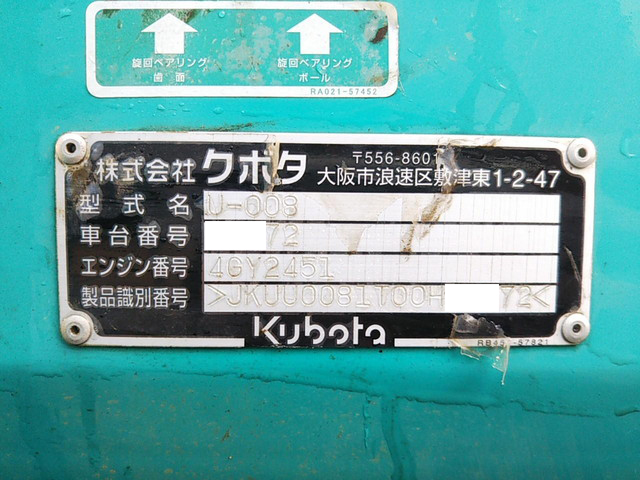 旋回ベアリング 旋回ベアリング
歯面 ボール
RA021-57452
株式会社 クボタ 〒556-8601
大阪市浪速区敷津東1-2-47
型式名 U-008
車台番号 72
エンジン番号 4GY2451
製品識別番号 >JKUU0081T00H 72<
Kubota